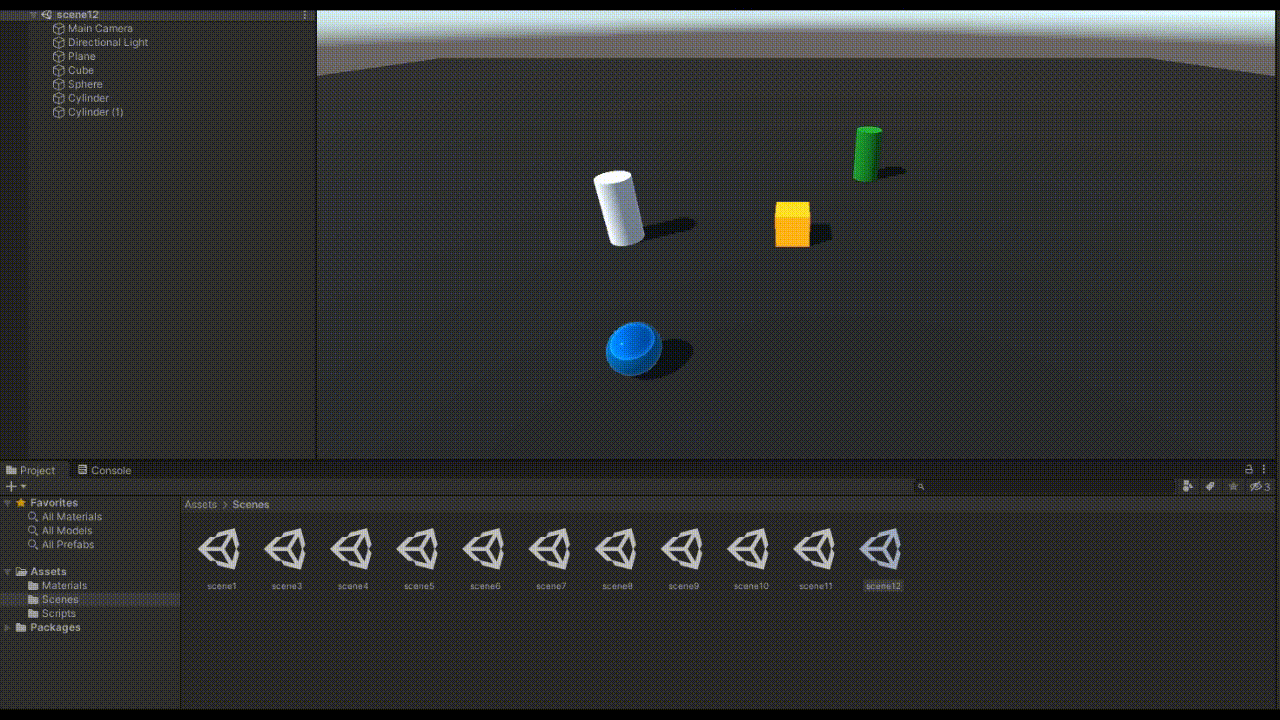 scene12
Main Camera
Directional Light
Plane
Cube
Sphere
Cylinder
Cylinder (1)
Project Console
3
Favorites
All Materials
All Models
All Prefabs
Assets
Materials
Scenes
Scripts
Packages
Assets > Scenes
scene1 scene3 scene4 scene5 scene6 scene7 scene8 scene9 scene10 scene11 scene12